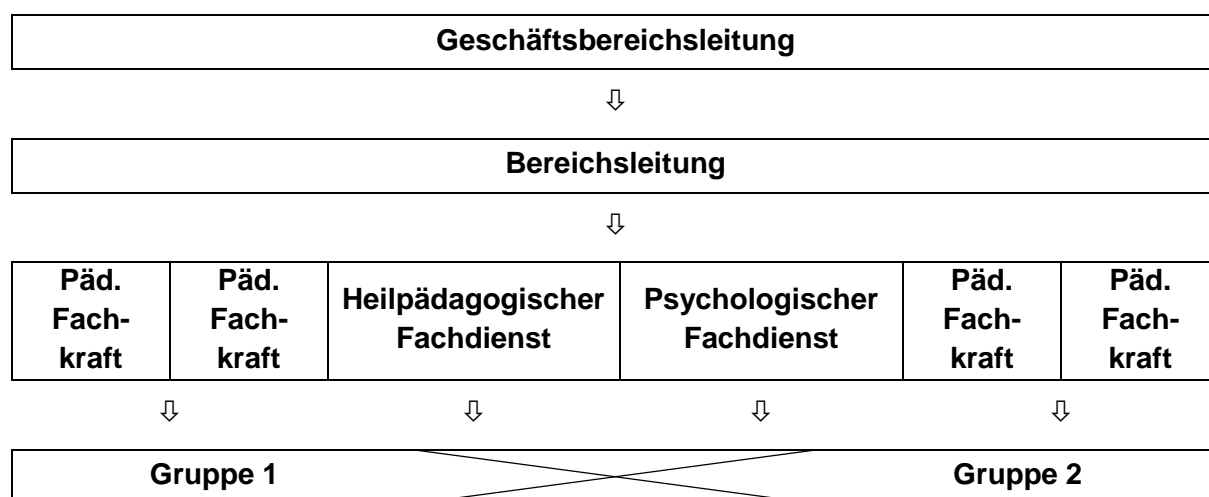 Geschäftsbereichsleitung
⇩
Bereichsleitung
⇩
Päd.
Fach-
kraft
Päd.
Fach-
kraft
Heilpädagogischer
Fachdienst
Psychologischer
Fachdienst
Päd.
Fach-
kraft
Päd.
Fach-
kraft
⇩ ⇩ ⇩ ⇩
Gruppe 1
Gruppe 2